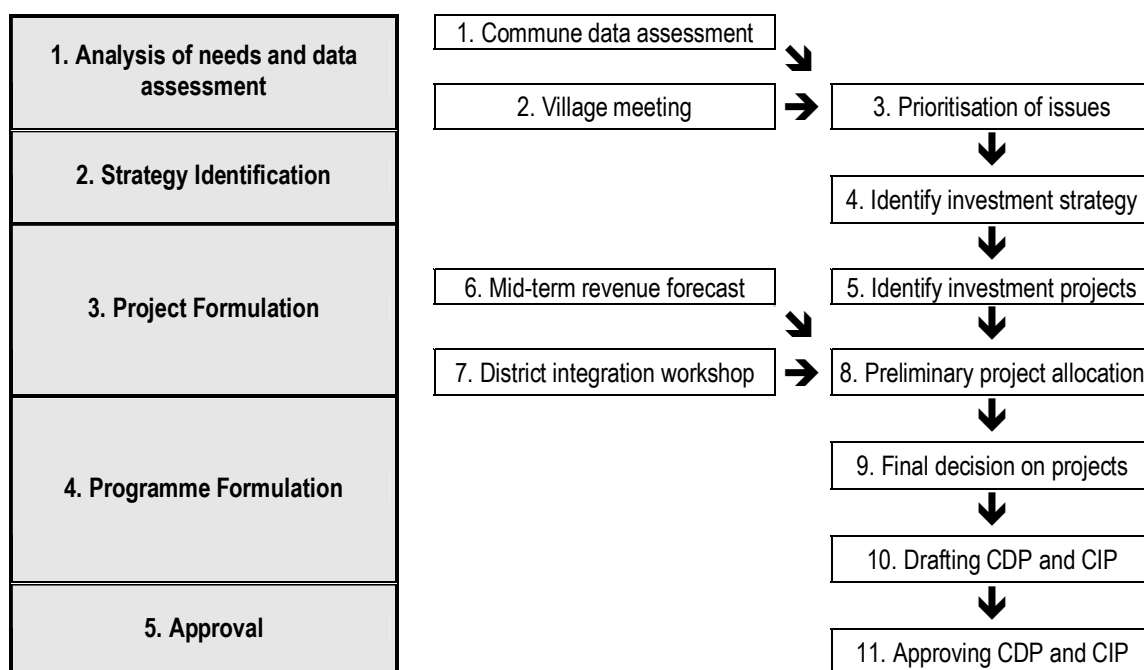 1. Analysis of needs and data
assessment
2. Strategy Identification
3. Project Formulation
4. Programme Formulation
5. Approval
1. Commune data assessment
2. Village meeting
3. Prioritisation of issues
4. Identify investment strategy
6. Mid-term revenue forecast
5. Identify investment projects
7. District integration workshop
8. Preliminary project allocation
9. Final decision on projects
10. Drafting CDP and CIP
11. Approving CDP and CIP